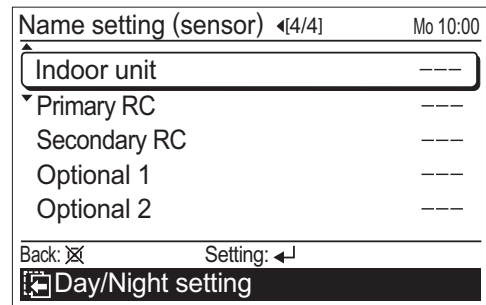 Name setting (sensor) ◀[4/4] Mo 10:00
Indoor unit ---
Primary RC ---
Secondary RC ---
Optional 1 ---
Optional 2 ---
Back: Setting:
Day/Night setting